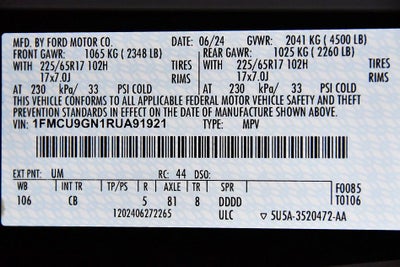 MFD. BY FORD MOTOR CO. DATE: 06/24 GVWR: 2041 KG (4500 LB)
FRONT GAWR: 1065 KG (2348 LB) REAR GAWR: 1025 KG (2260 LB)
WITH 225/65R17 102H TIRES WITH 225/65R17 102H TIRES
17x7.0J RIMS 17x7.0J RIMS
AT 230 kPa/ 33 PSI COLD AT 230 kPa/ 33 PSI COLD
THIS VEHICLE CONFORMS TO ALL APPLICABLE FEDERAL MOTOR VEHICLE SAFETY AND THEFT
PREVENTION STANDARDS IN EFFECT ON THE DATE OF MANUFACTURE SHOWN ABOVE.
VIN: 1FMCU9GN1RUA91921 TYPE: MPV
EXT PNT: UM RC: 44 DSO:
WB INT TR TP/PS R AXLE TR SPR F0085
106 CB 5 81 8 DDDD T0106
1202406272265 ULC ▽ 5U5A-3520472-AA